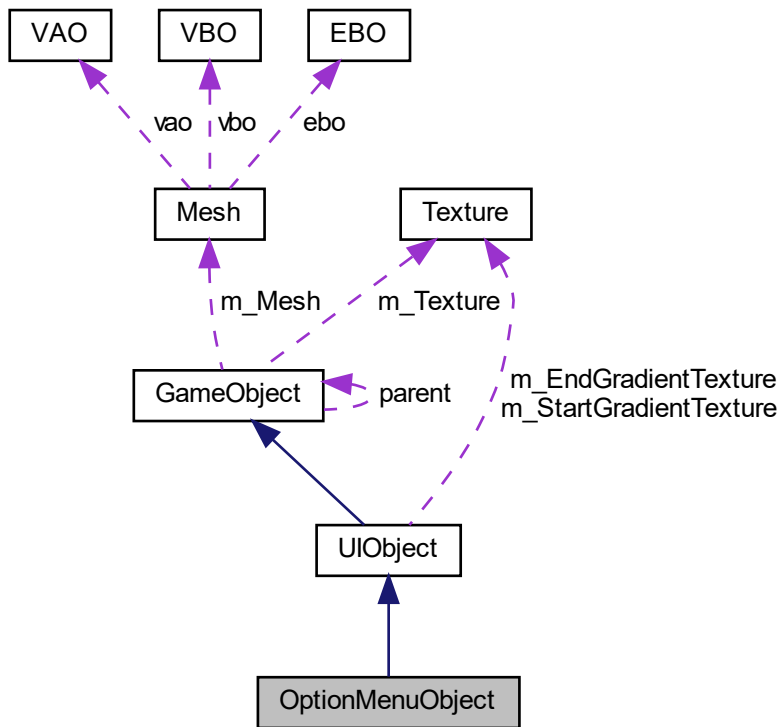 VAO
VBO
EBO
vao
vbo
ebo
Mesh
Texture
m_Mesh
m_Texture
GameObject
parent
m_EndGradientTexture
m_StartGradientTexture
UIObject
OptionMenuObject